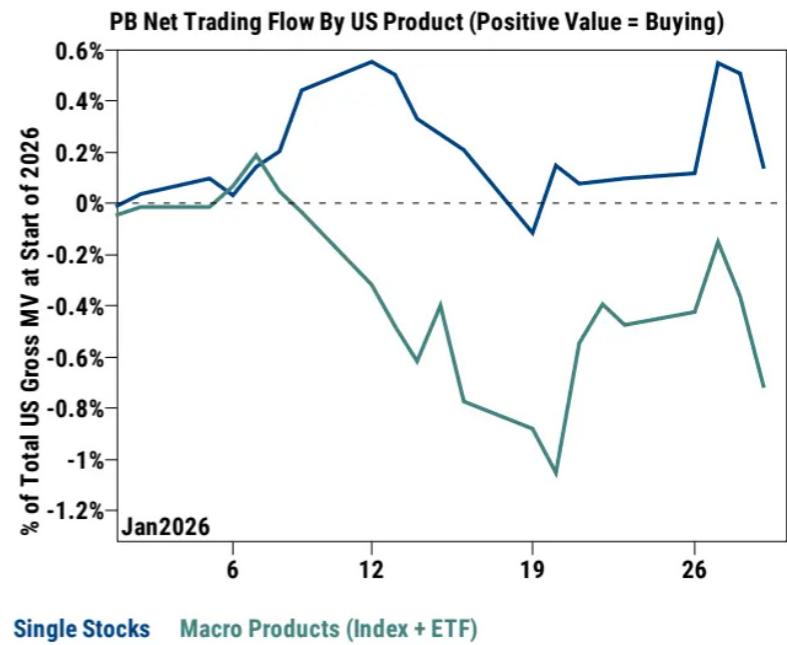 PB Net Trading Flow By US Product (Positive Value = Buying)
% of Total US Gross MV at Start of 2026
0.6%
0.4%
0.2%
0%
-0.2%
-0.4%
-0.6%
-0.8%
-1%
-1.2%
Jan2026
6 12 19 26
Single Stocks Macro Products (Index + ETF)